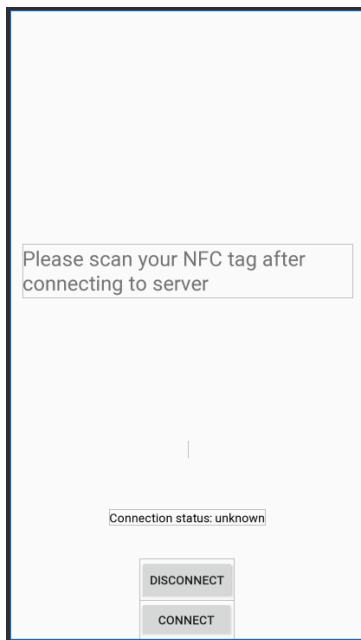 Please scan your NFC tag after
connecting to server
Connection status: unknown
DISCONNECT
CONNECT